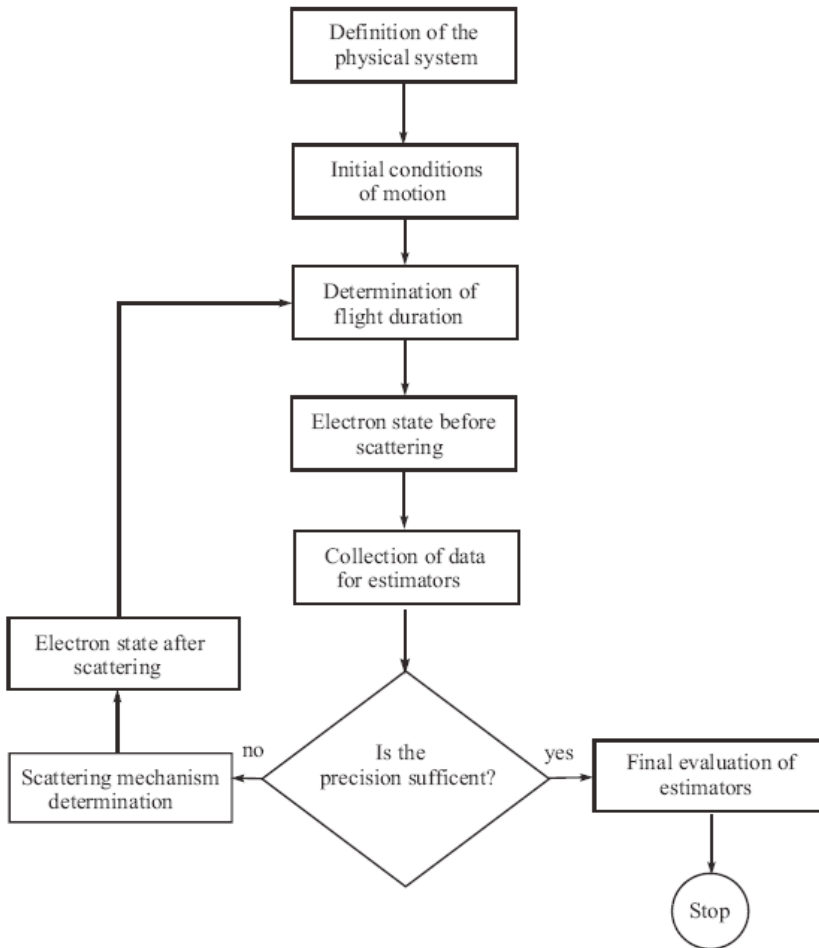 Definition of the
physical system
Initial conditions
of motion
Determination of
flight duration
Electron state before
scattering
Collection of data
for estimators
Electron state after
scattering
no
Is the
precision sufficent?
yes
Scattering mechanism
determination
Final evaluation of
estimators
Stop